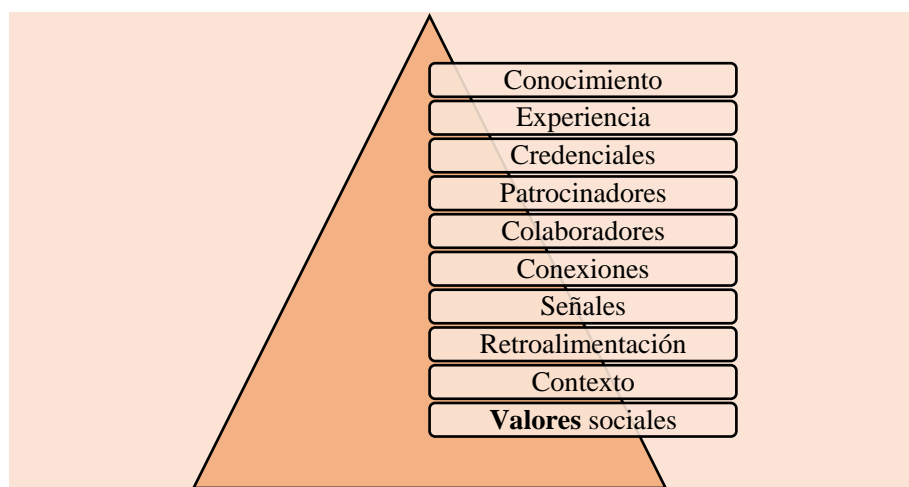 Conocimiento
Experiencia
Credenciales
Patrocinadores
Colaboradores
Conexiones
Señales
Retroalimentación
Contexto
Valores sociales